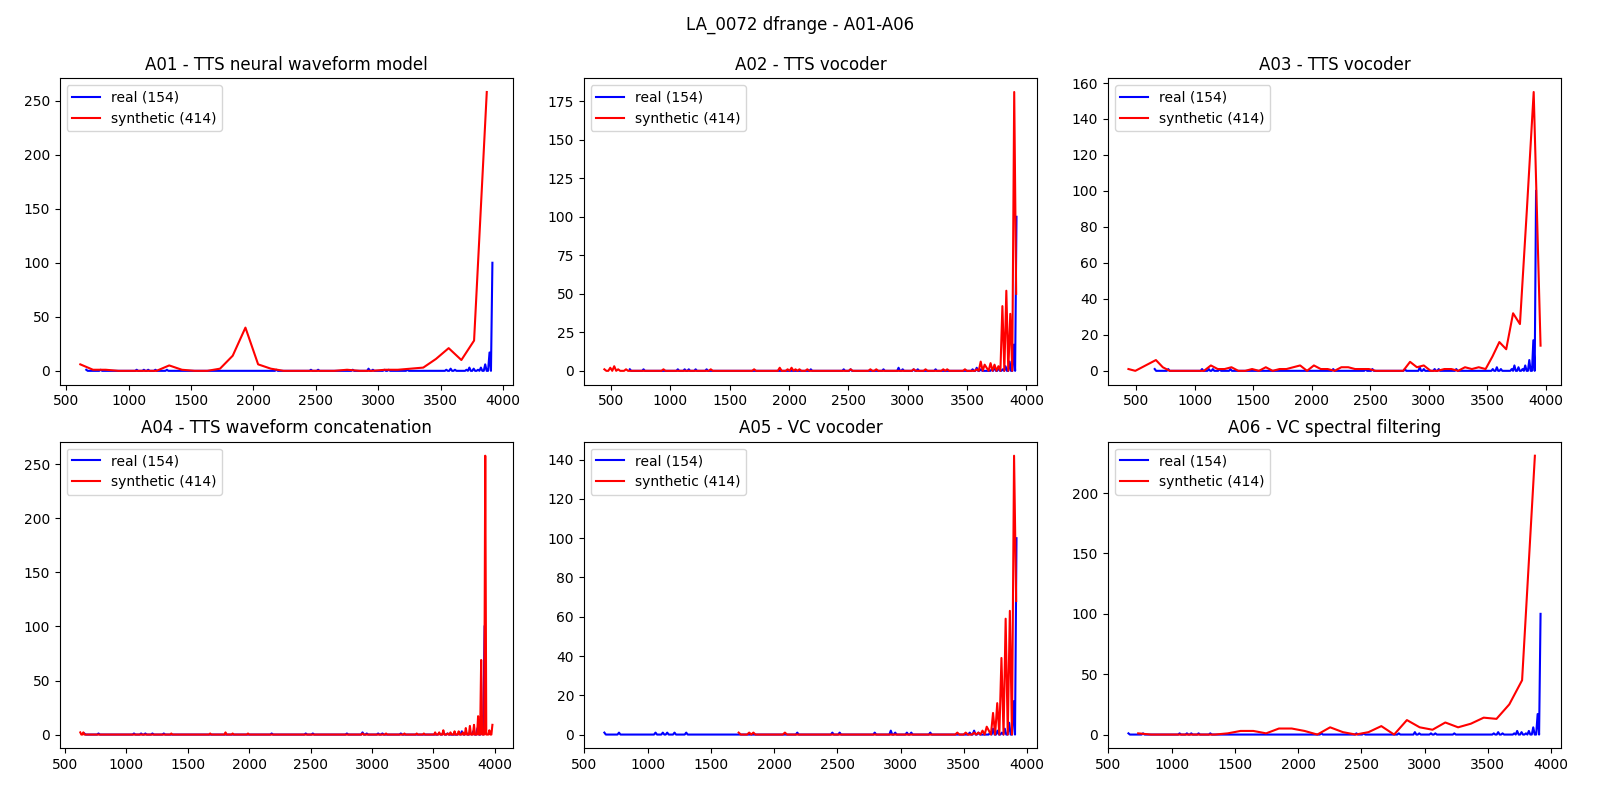 LA_0072 dfrange - A01-A06
A01 - TTS neural waveform model
real (154)
synthetic (414)
250
200
150
100
50
0
500 1000 1500 2000 2500 3000 3500 4000
A02 - TTS vocoder
real (154)
synthetic (414)
175
150
125
100
75
50
25
0
500 1000 1500 2000 2500 3000 3500 4000
A03 - TTS vocoder
real (154)
synthetic (414)
160
140
120
100
80
60
40
20
0
500 1000 1500 2000 2500 3000 3500 4000
A04 - TTS waveform concatenation
real (154)
synthetic (414)
250
200
150
100
50
0
500 1000 1500 2000 2500 3000 3500 4000
A05 - VC vocoder
real (154)
synthetic (414)
140
120
100
80
60
40
20
0
500 1000 1500 2000 2500 3000 3500 4000
A06 - VC spectral filtering
real (154)
synthetic (414)
200
150
100
50
0
500 1000 1500 2000 2500 3000 3500 4000